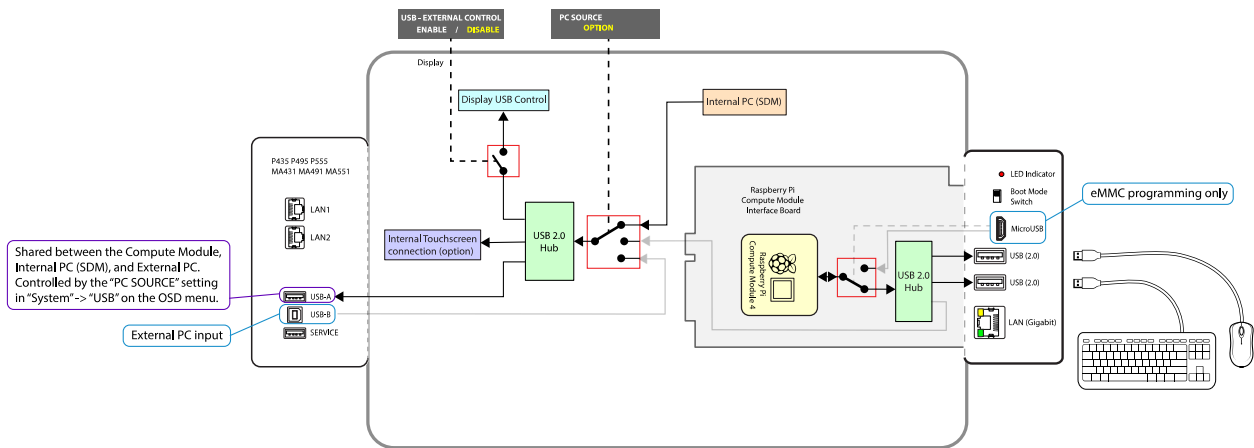 USB - EXTERNAL CONTROL
ENABLE / DISABLE
PC SOURCE
OPTION
Display
Display USB Control
Internal PC (SDM)
P435 P495 P555
MA431 MA491 MA551
LAN1
LAN2
USB-A
USB-B
SERVICE
Shared between the Compute Module,
Internal PC (SDM), and External PC.
Controlled by the "PC SOURCE" setting
in "System" -> "USB" on the OSD menu.
External PC input
Internal Touchscreen
connection (option)
USB 2.0
Hub
Raspberry Pi
Compute Module
Interface Board
Raspberry Pi
Compute Module 4
USB 2.0
Hub
LED Indicator
Boot Mode
Switch
MicroUSB
USB (2.0)
USB (2.0)
LAN (Gigabit)
eMMC programming only